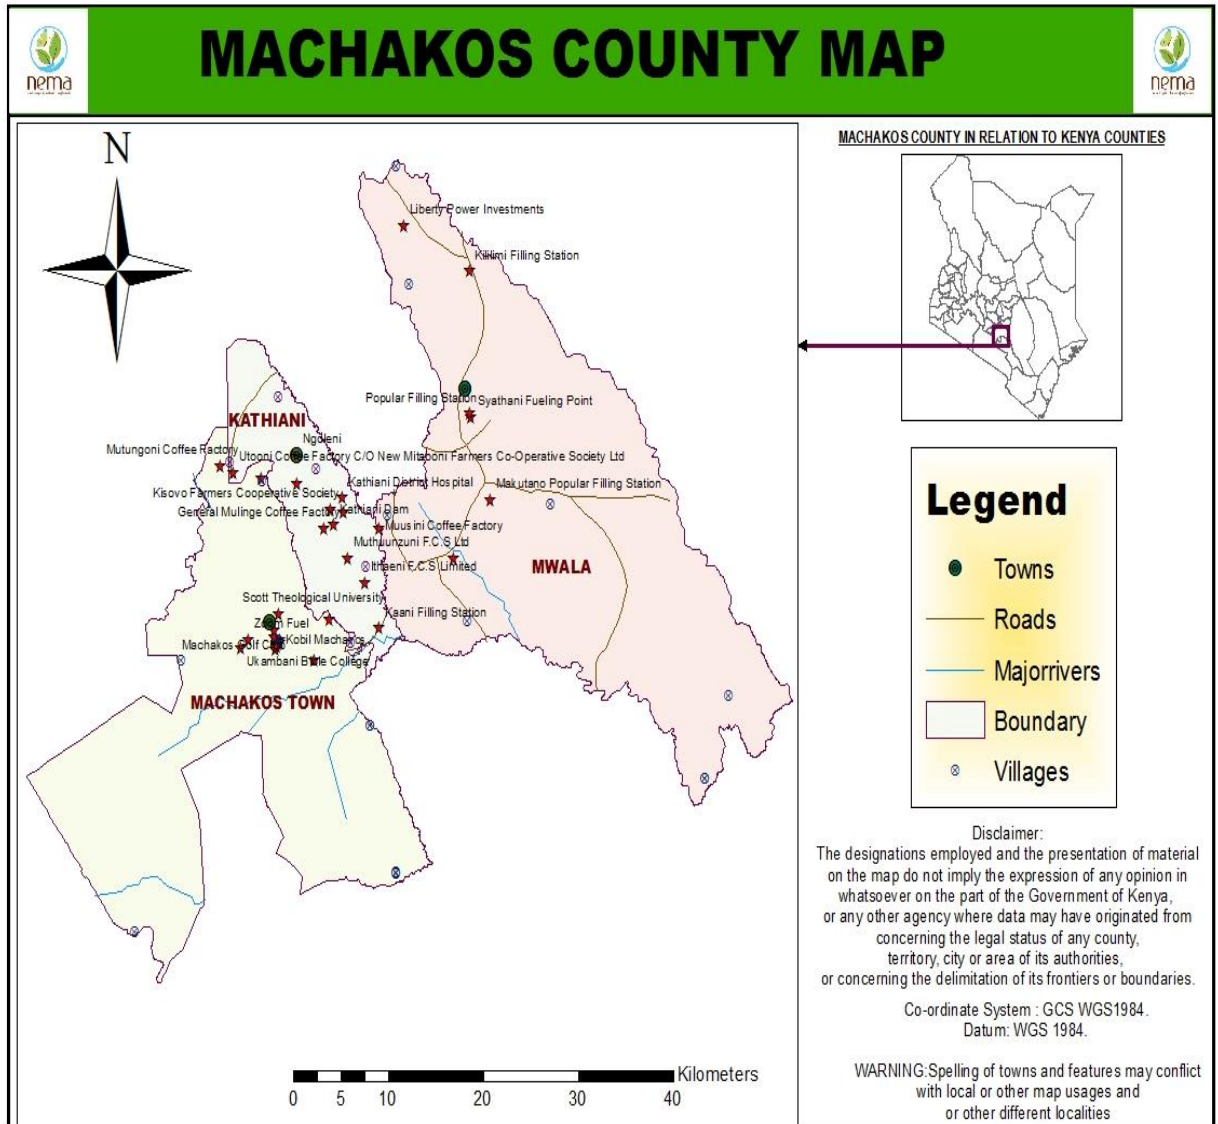 MACHAKOS COUNTY MAP
nema
nema
N
MACHAKOS COUNTY IN RELATION TO KENYA COUNTIES
Liberty Power Investments
Kililimi Filling Station
Popular Filling Station
Syathani Fueling Point
KATHIANI
Ngoleni
Mutungoni Coffee Factory
Utooni Coffee Factory C/O New Mitaboni Farmers Co-Operative Society Ltd
Kathiani District Hospital
Makutano Popular Filling Station
Kisovo Farmers Cooperative Society
General Mulinge Coffee Factory
Kathiani Dam
Muusini Coffee Factory
Muthuunzuni F.C.S Ltd
Ithaeni F.C.S Limited
MWALA
Scott Theological University
Kaani Filling Station
Zoom Fuel
Machakos Golf Club
Kobil Machakos
Ukambani Bible College
MACHAKOS TOWN
Legend
Towns
Roads
Majorrivers
Boundary
Villages
Disclaimer:
The designations employed and the presentation of material
on the map do not imply the expression of any opinion in
whatsoever on the part of the Government of Kenya,
or any other agency where data may have originated from
concerning the legal status of any county,
territory, city or area of its authorities,
or concerning the delimitation of its frontiers or boundaries.
Co-ordinate System : GCS WGS1984.
Datum: WGS 1984.
WARNING:Spelling of towns and features may conflict
with local or other map usages and
or other different localities
Kilometers
0 5 10 20 30 40